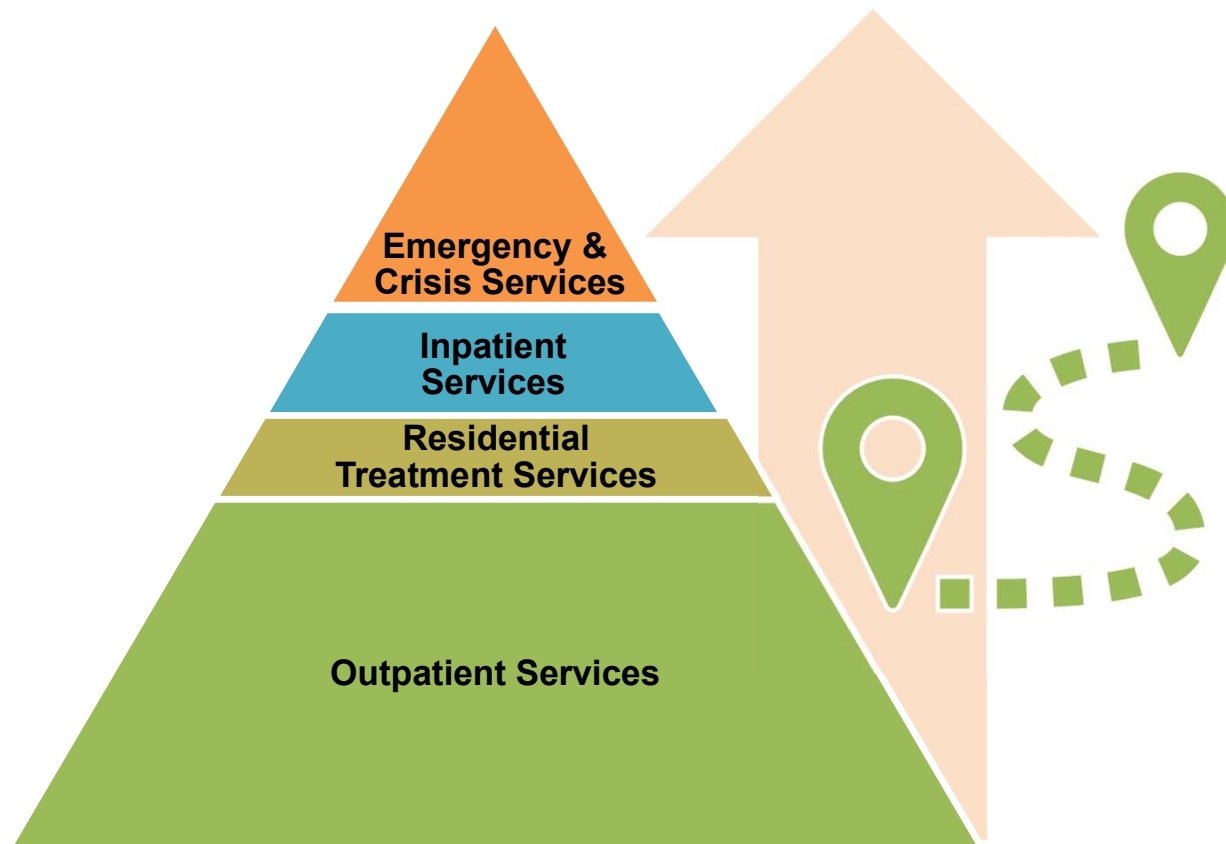 Emergency &
Crisis Services
Inpatient
Services
Residential
Treatment Services
Outpatient Services